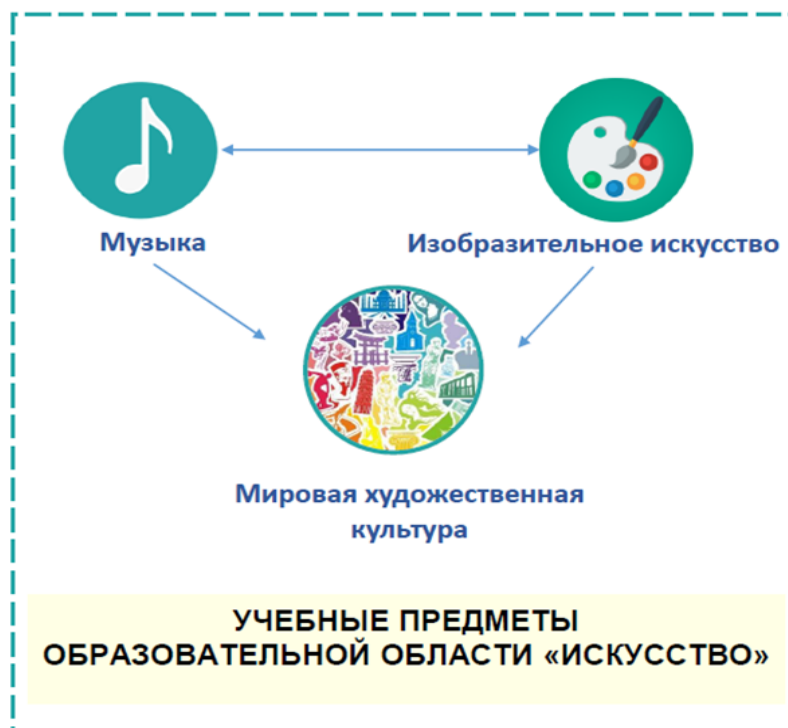 Музыка
Изобразительное искусство
Мировая художественная
культура
УЧЕБНЫЕ ПРЕДМЕТЫ
ОБРАЗОВАТЕЛЬНОЙ ОБЛАСТИ «ИСКУССТВО»